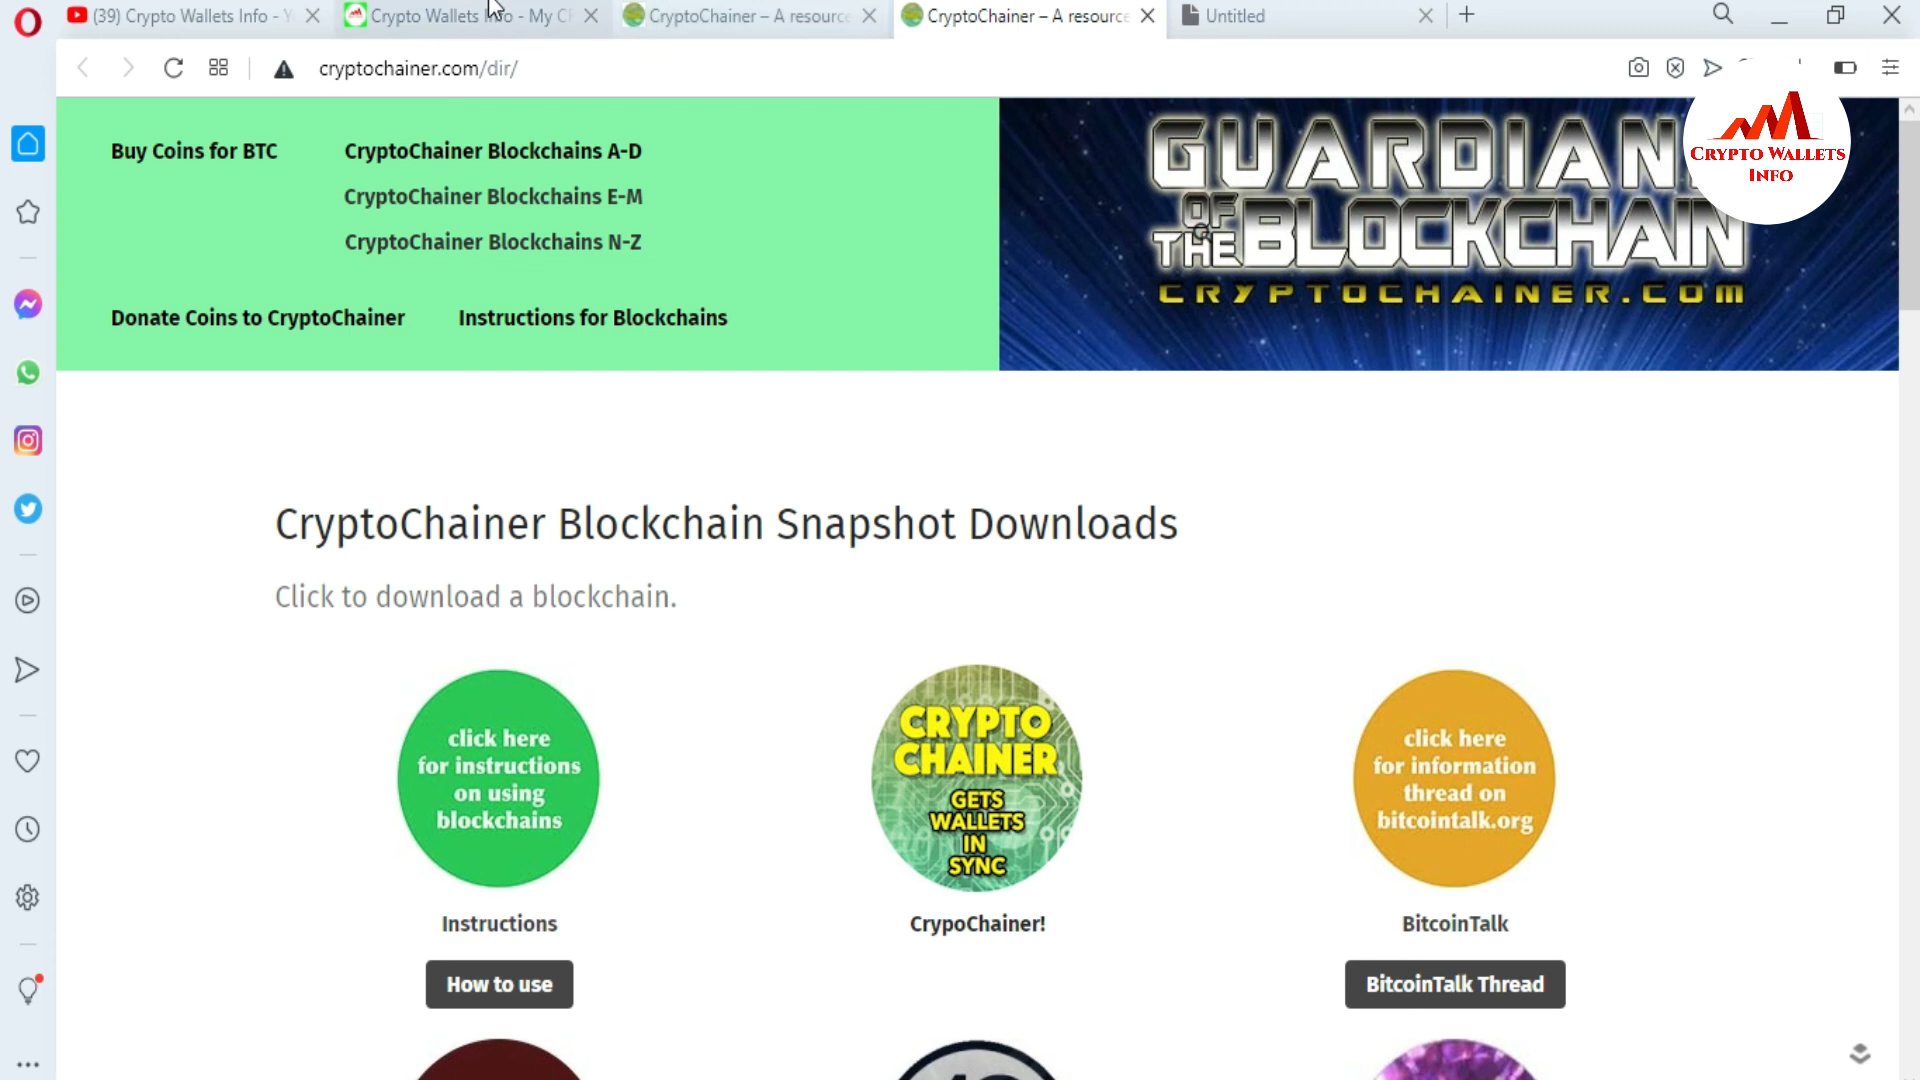 (39) Crypto Wallets Info - Y
Crypto Wallets Info - My Cl
CryptoChainer – A resource
CryptoChainer – A resource
Untitled
cryptochainer.com/dir/
Buy Coins for BTC
CryptoChainer Blockchains A-D
CryptoChainer Blockchains E-M
CryptoChainer Blockchains N-Z
Donate Coins to CryptoChainer
Instructions for Blockchains
GUARDIAN
OF
THE BLOCKCHAIN
CRYPTOCHAINER.COM
CRYPTO WALLETS
INFO
CryptoChainer Blockchain Snapshot Downloads
Click to download a blockchain.
click here
for instructions
on using
blockchains
CRYPTO
CHAINER
GETS
WALLETS
IN
SYNC
click here
for information
thread on
bitcointalk.org
Instructions
CrypoChainer!
BitcoinTalk
How to use
BitcoinTalk Thread